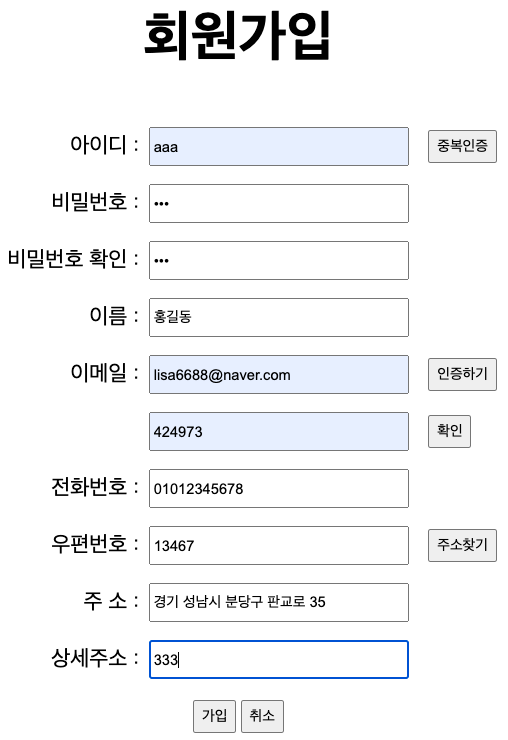 회원가입
아이디 : aaa 중복인증
비밀번호 : •••
비밀번호 확인 : •••
이름 : 홍길동
이메일 : lisa6688@naver.com 인증하기
424973 확인
전화번호 : 01012345678
우편번호 : 13467 주소찾기
주 소 : 경기 성남시 분당구 판교로 35
상세주소 : 333
가입 취소